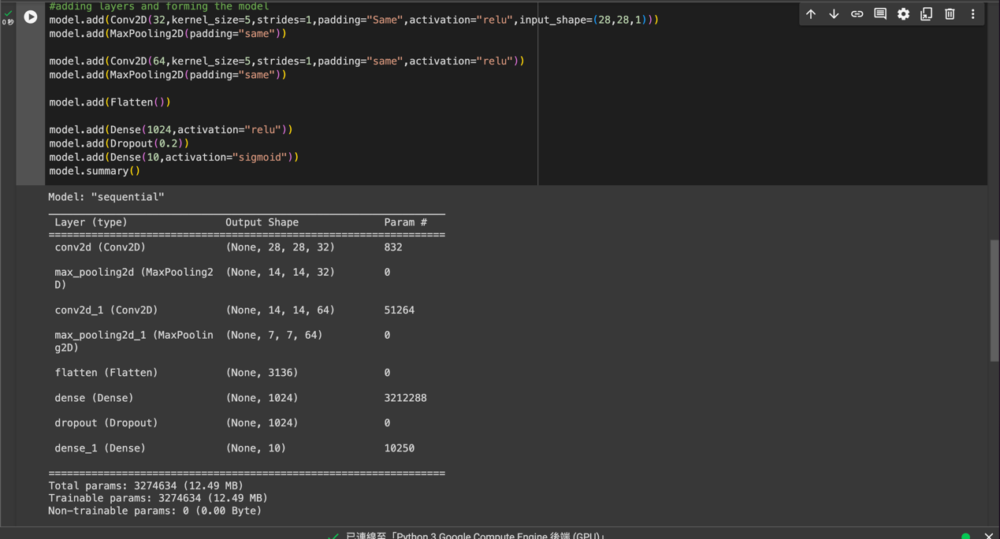 #adding layers and forming the model
model.add(Conv2D(32,kernel_size=5,strides=1,padding="Same",activation="relu",input_shape=(28,28,1)))
model.add(MaxPooling2D(padding="same"))
model.add(Conv2D(64,kernel_size=5,strides=1,padding="same",activation="relu"))
model.add(MaxPooling2D(padding="same"))
model.add(Flatten())
model.add(Dense(1024,activation="relu"))
model.add(Dropout(0.2))
model.add(Dense(10,activation="sigmoid"))
model.summary()
0 秒
Model: "sequential"
Layer (type) Output Shape Param #
=================================================================
conv2d (Conv2D) (None, 28, 28, 32) 832
max_pooling2d (MaxPooling2 (None, 14, 14, 32) 0
D)
conv2d_1 (Conv2D) (None, 14, 14, 64) 51264
max_pooling2d_1 (MaxPoolin (None, 7, 7, 64) 0
g2D)
flatten (Flatten) (None, 3136) 0
dense (Dense) (None, 1024) 3212288
dropout (Dropout) (None, 1024) 0
dense_1 (Dense) (None, 10) 10250
=================================================================
Total params: 3274634 (12.49 MB)
Trainable params: 3274634 (12.49 MB)
Non-trainable params: 0 (0.00 Byte)
已連線至「Python 3 Google Compute Engine 後端 (GPU)」